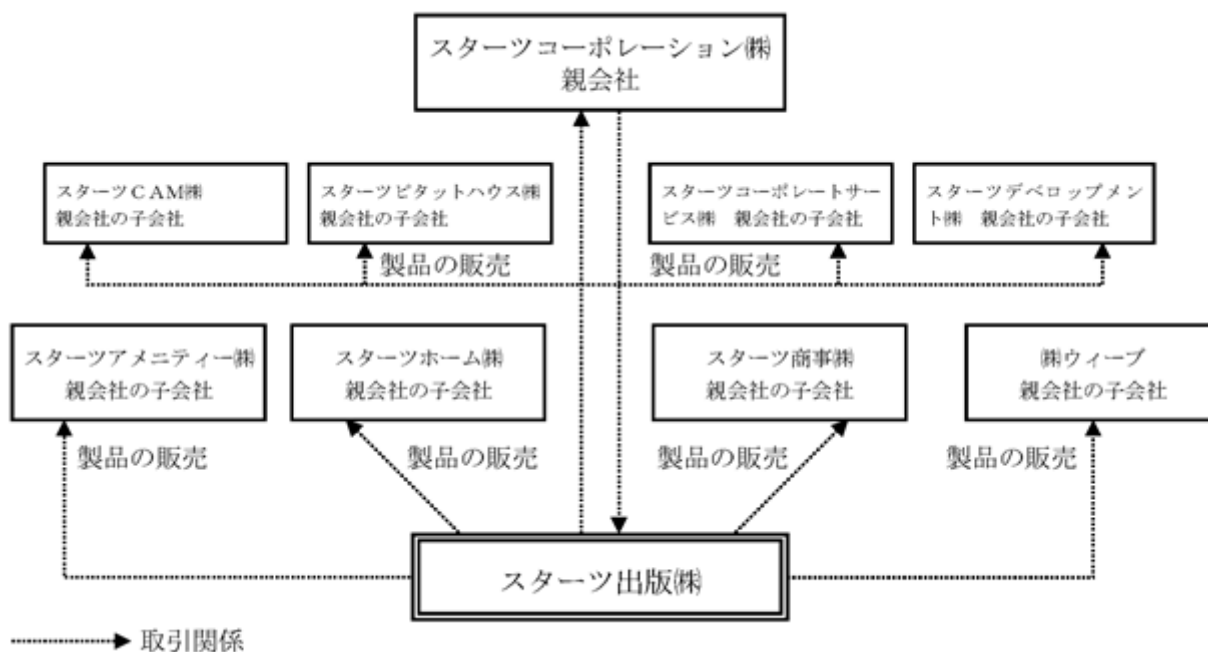 スターツコーポレーション㈱
親会社
スターツＣＡＭ㈱
親会社の子会社
スターツピタットハウス㈱
親会社の子会社
スターツコーポレートサー
ビス㈱　親会社の子会社
スターツデベロップメン
ト㈱　親会社の子会社
製品の販売
製品の販売
スターツアメニティー㈱
親会社の子会社
スターツホーム㈱
親会社の子会社
スターツ商事㈱
親会社の子会社
㈱ウィーブ
親会社の子会社
製品の販売
製品の販売
製品の販売
製品の販売
スターツ出版㈱
取引関係